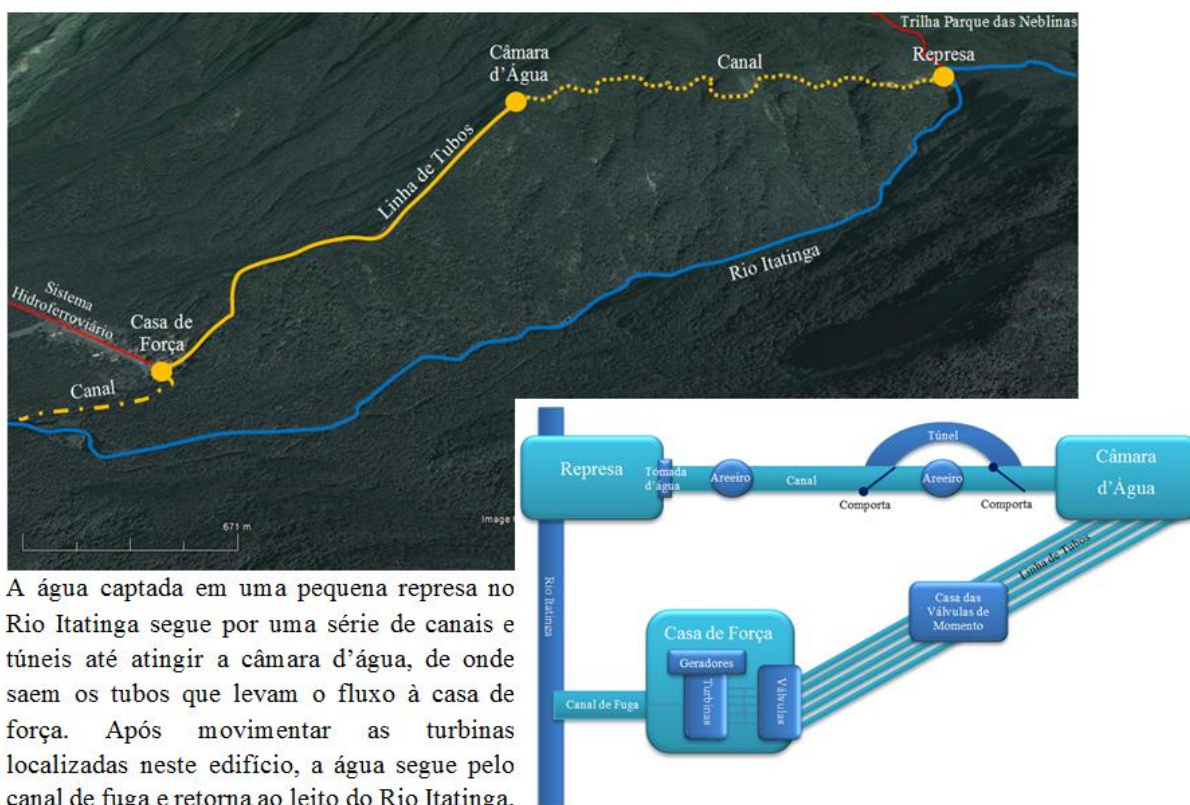 Trilha Parque das Neblinas
Represa
Câmara
d’Água
Canal
Linha de Tubos
Rio Itatinga
Sistema
Hidroferroviário
Casa de
Força
Canal
671 m
Image
Represa
Tomada
d’água
Areeiro
Canal
Túnel
Areeiro
Comporta
Comporta
Câmara
d’Água
Linha de Tubos
Casa das
Válvulas de
Momento
Rio Itatinga
Casa de Força
Geradores
Turbinas
Válvulas
Canal de Fuga
A água captada em uma pequena represa no
Rio Itatinga segue por uma série de canais e
túneis até atingir a câmara d’água, de onde
saem os tubos que levam o fluxo à casa de
força. Após movimentar as turbinas
localizadas neste edifício, a água segue pelo
canal de fuga e retorna ao leito do Rio Itatinga.